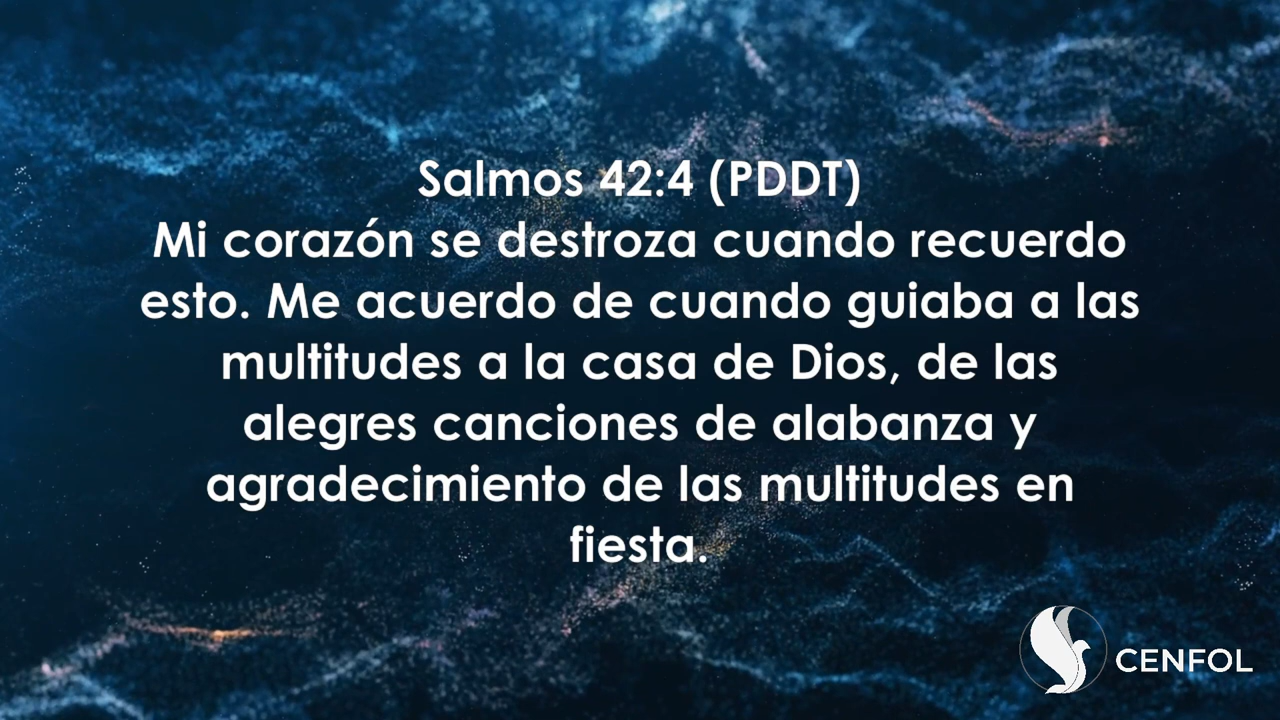 Salmos 42:4 (PDDT)
Mi corazón se destroza cuando recuerdo
esto. Me acuerdo de cuando guiaba a las
multitudes a la casa de Dios, de las
alegres canciones de alabanza y
agradecimiento de las multitudes en
fiesta.
CENFOL